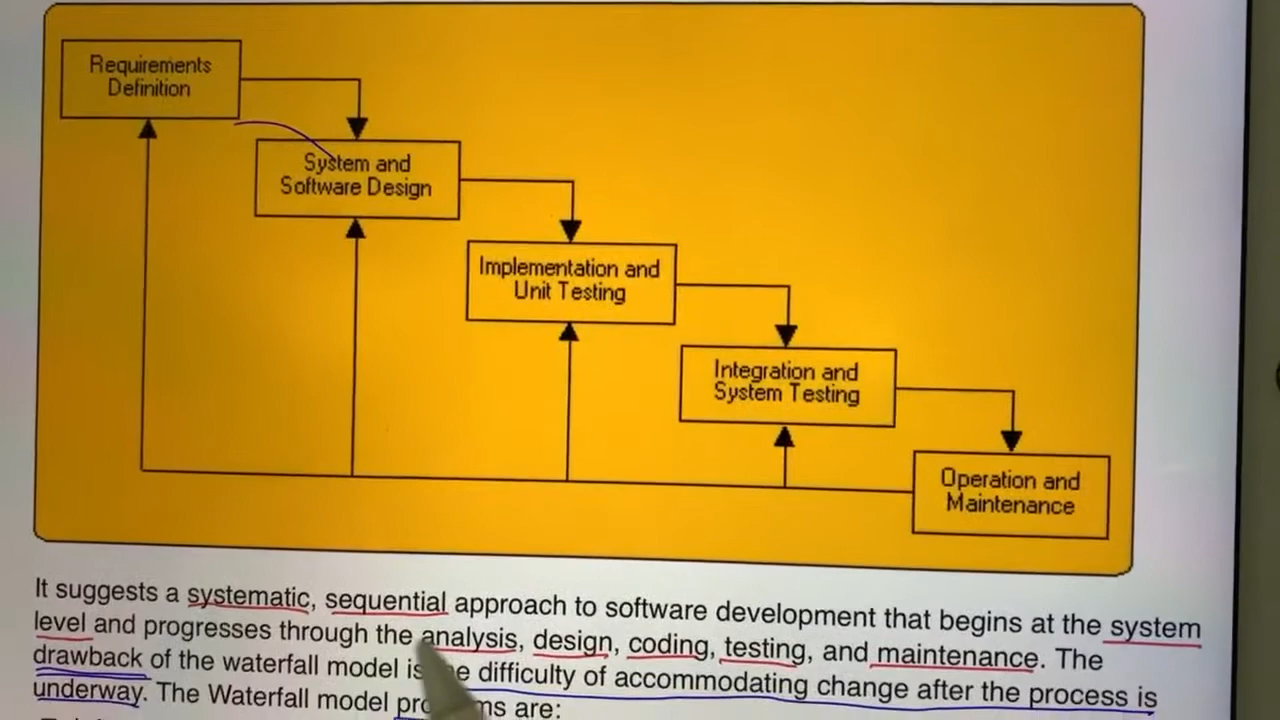 Requirements
Definition
System and
Software Design
Implementation and
Unit Testing
Integration and
System Testing
Operation and
Maintenance
It suggests a systematic, sequential approach to software development that begins at the system
level and progresses through the analysis, design, coding, testing, and maintenance. The
drawback of the waterfall model is difficulty of accommodating change after the process is
underway. The Waterfall model are: